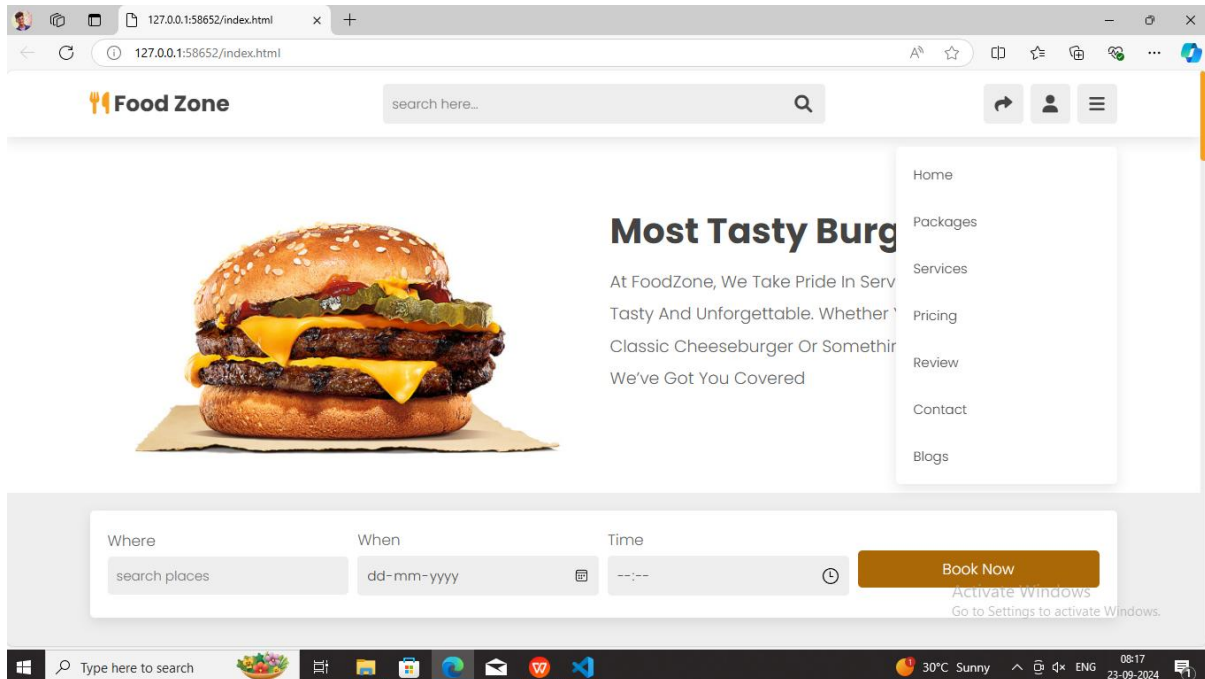 127.0.0.1:58652/index.html
127.0.0.1:58652/index.html
Food Zone
search here...
Home
Packages
Services
Pricing
Review
Contact
Blogs
Most Tasty Burg
At FoodZone, We Take Pride In Serv
Tasty And Unforgettable. Whether
Classic Cheeseburger Or Somethin
We've Got You Covered
Where
When
Time
search places
dd-mm-yyyy
--:--
Book Now
Activate Windows
Go to Settings to activate Windows.
Type here to search
30°C Sunny
ENG
08:17
23-09-2024